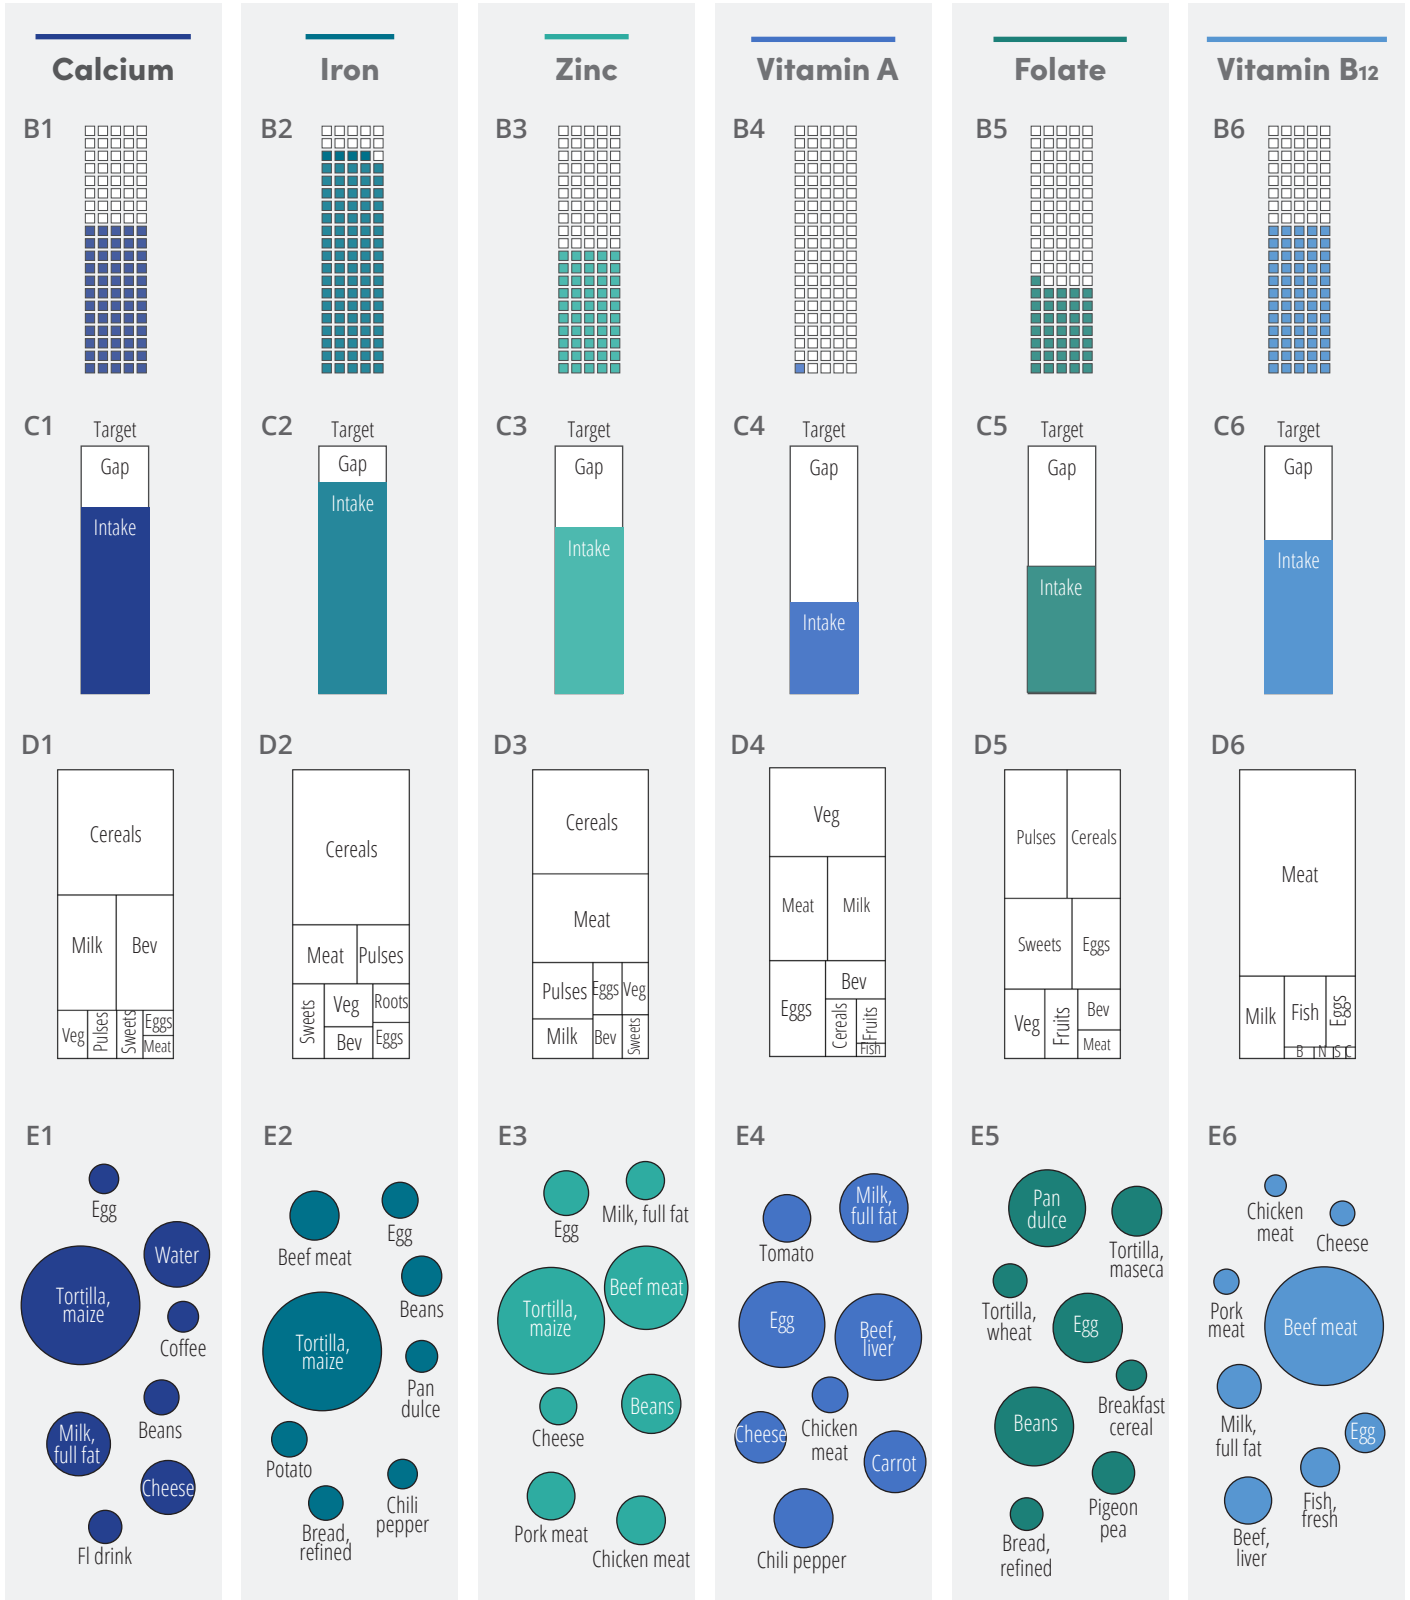 Calcium
Iron
Zinc
Vitamin A
Folate
Vitamin B12
B1
B2
B3
B4
B5
B6
C1
Target
Gap
Intake
C2
Target
Gap
Intake
C3
Target
Gap
Intake
C4
Target
Gap
Intake
C5
Target
Gap
Intake
C6
Target
Gap
Intake
D1
Cereals
Milk
Bev
Veg
Pulses
Sweets
Eggs
Meat
D2
Cereals
Meat
Pulses
Sweets
Veg
Bev
Roots
Eggs
D3
Cereals
Meat
Pulses
Eggs
Veg
Milk
Bev
Sweets
D4
Veg
Meat
Milk
Eggs
Bev
Cereals
Fruits
Fish
D5
Pulses
Cereals
Sweets
Eggs
Veg
Fruits
Bev
Meat
D6
Meat
Milk
Fish
Eggs
B
N
S
C
E1
Egg
Water
Tortilla,
maize
Coffee
Beans
Milk,
full fat
Cheese
Fl drink
E2
Beef meat
Egg
Beans
Tortilla,
maize
Pan
dulce
Potato
Bread,
refined
Chili
pepper
E3
Egg
Milk, full fat
Beef meat
Tortilla,
maize
Cheese
Beans
Pork meat
Chicken meat
E4
Tomato
Milk,
full fat
Egg
Beef,
liver
Chicken
meat
Cheese
Carrot
Chili pepper
E5
Pan
dulce
Tortilla,
maseca
Tortilla,
wheat
Egg
Breakfast
cereal
Beans
Pigeon
pea
Bread,
refined
E6
Chicken
meat
Cheese
Pork
meat
Beef meat
Milk,
full fat
Egg
Fish,
fresh
Beef,
liver